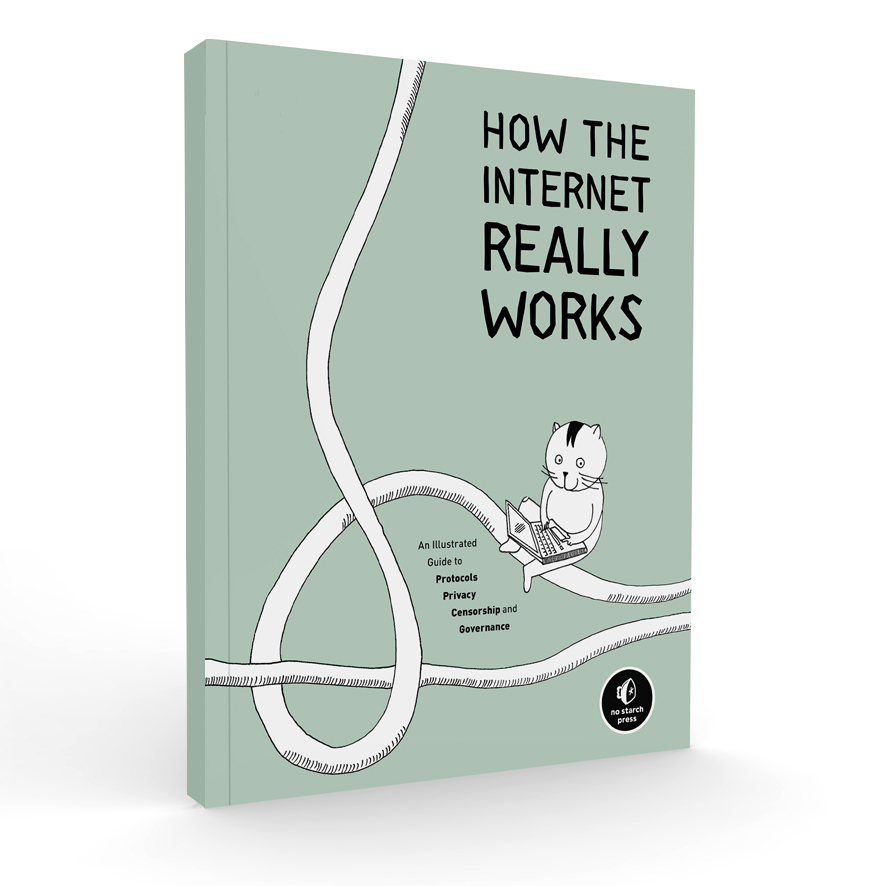 HOW THE
INTERNET
REALLY
WORKS
An Illustrated
Guide to
Protocols
Privacy
Censorship and
Governance
no starch
press